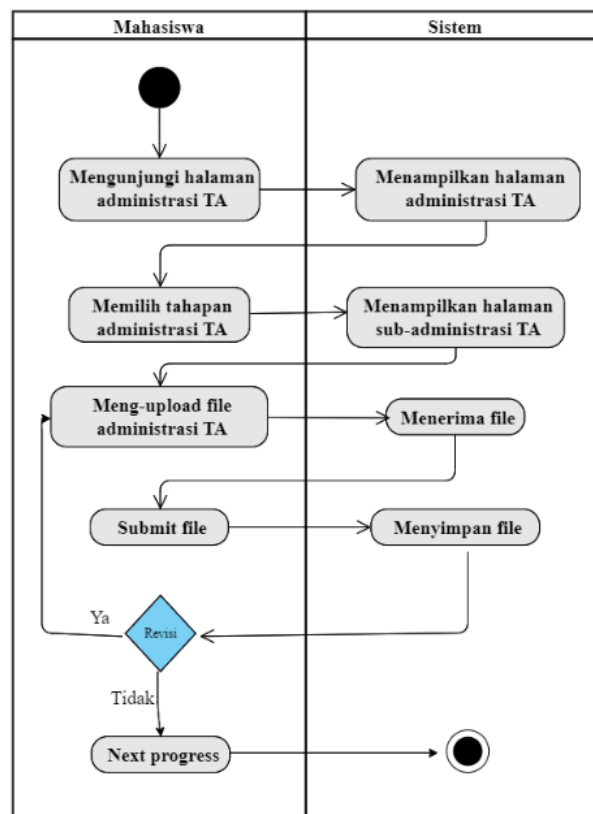 Mahasiswa
Sistem
Mengunjungi halaman
administrasi TA
Menampilkan halaman
administrasi TA
Memilih tahapan
administrasi TA
Menampilkan halaman
sub-administrasi TA
Meng-upload file
administrasi TA
Menerima file
Submit file
Menyimpan file
Ya
Revisi
Tidak
Next progress